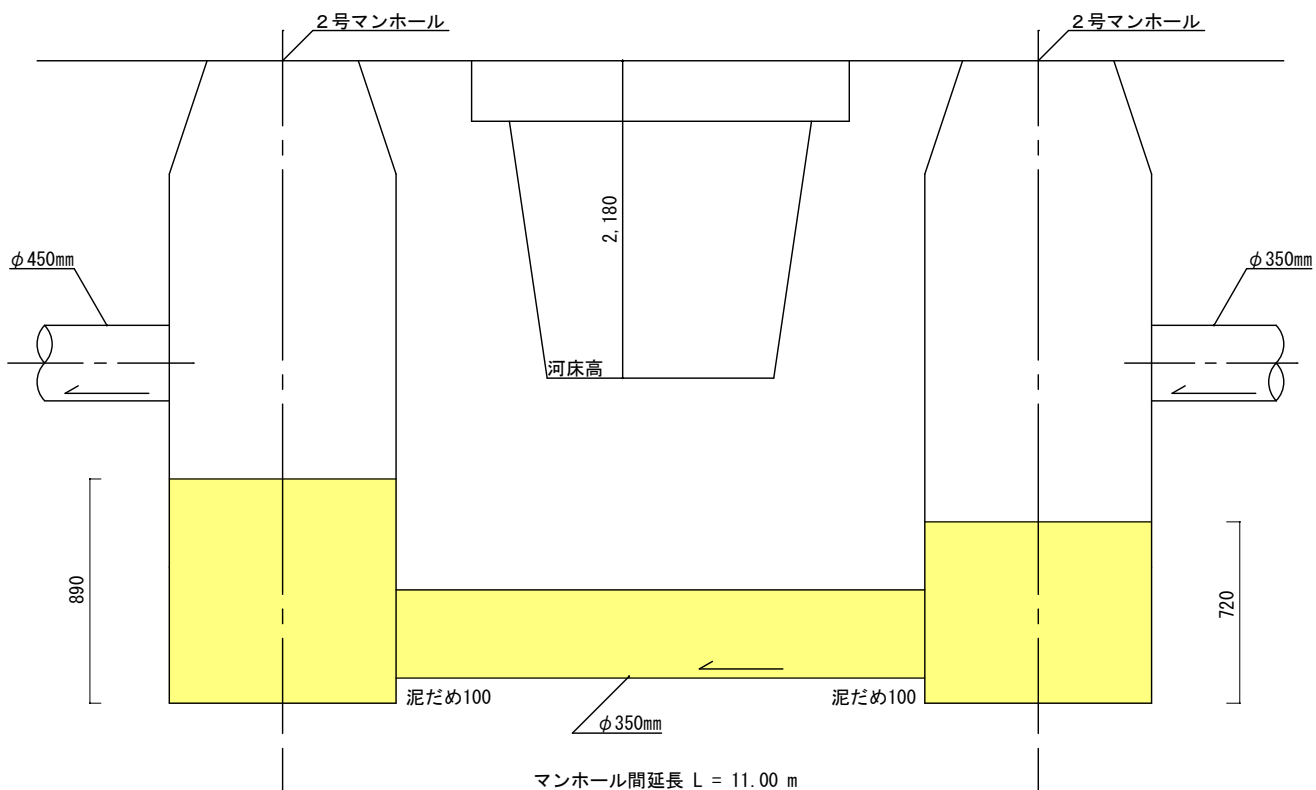 2号マンホール
2号マンホール
2,180
φ450mm
φ350mm
河床高
890
720
泥だめ100
泥だめ100
φ350mm
マンホール間延長 L = 11.00 m